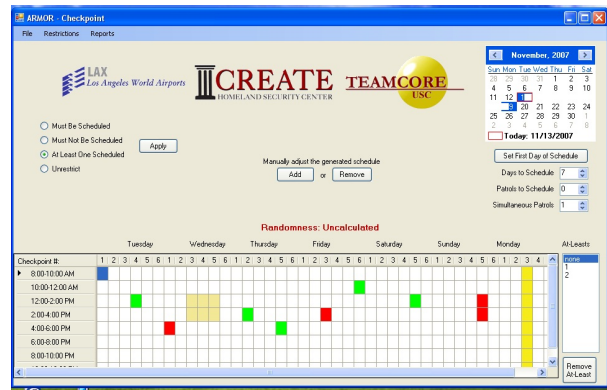 ARMOR - Checkpoint
File Restrictions Reports
LAX
Los Angeles World Airports
CREATE
HOMELAND SECURITY CENTER
TEAMCORE
USC
November, 2007
Sun Mon Tue Wed Thu Fri Sat
28 29 30 31 1 2 3
4 5 6 7 8 9 10
11 12
20 21 22 23 24
25 26 27 28 29 30 1
2 3 4 5 6 7 8
Today: 11/13/2007
Must Be Scheduled
Must Not Be Scheduled
At Least One Scheduled
Unrestrict
Apply
Manually adjust the generated schedule
Add or Remove
Set First Day of Schedule
Days to Schedule 7
Patrols to Schedule 0
Simultaneous Patrols 1
Randomness: Uncalculated
Tuesday Wednesday Thursday Friday Saturday Sunday Monday At-Leasts
Checkpoint #: 1 2 3 4 5 6 1 2 3 4 5 6 1 2 3 4 5 6 1 2 3 4 5 6 1 2 3 4 5 6 1 2 3 4 5 6 1 2 3 4
none
1
2
8:00-10:00 AM
10:00-12:00 AM
12:00-2:00 PM
2:00-4:00 PM
4:00-6:00 PM
6:00-8:00 PM
8:00-10:00 PM
Remove
At-Least